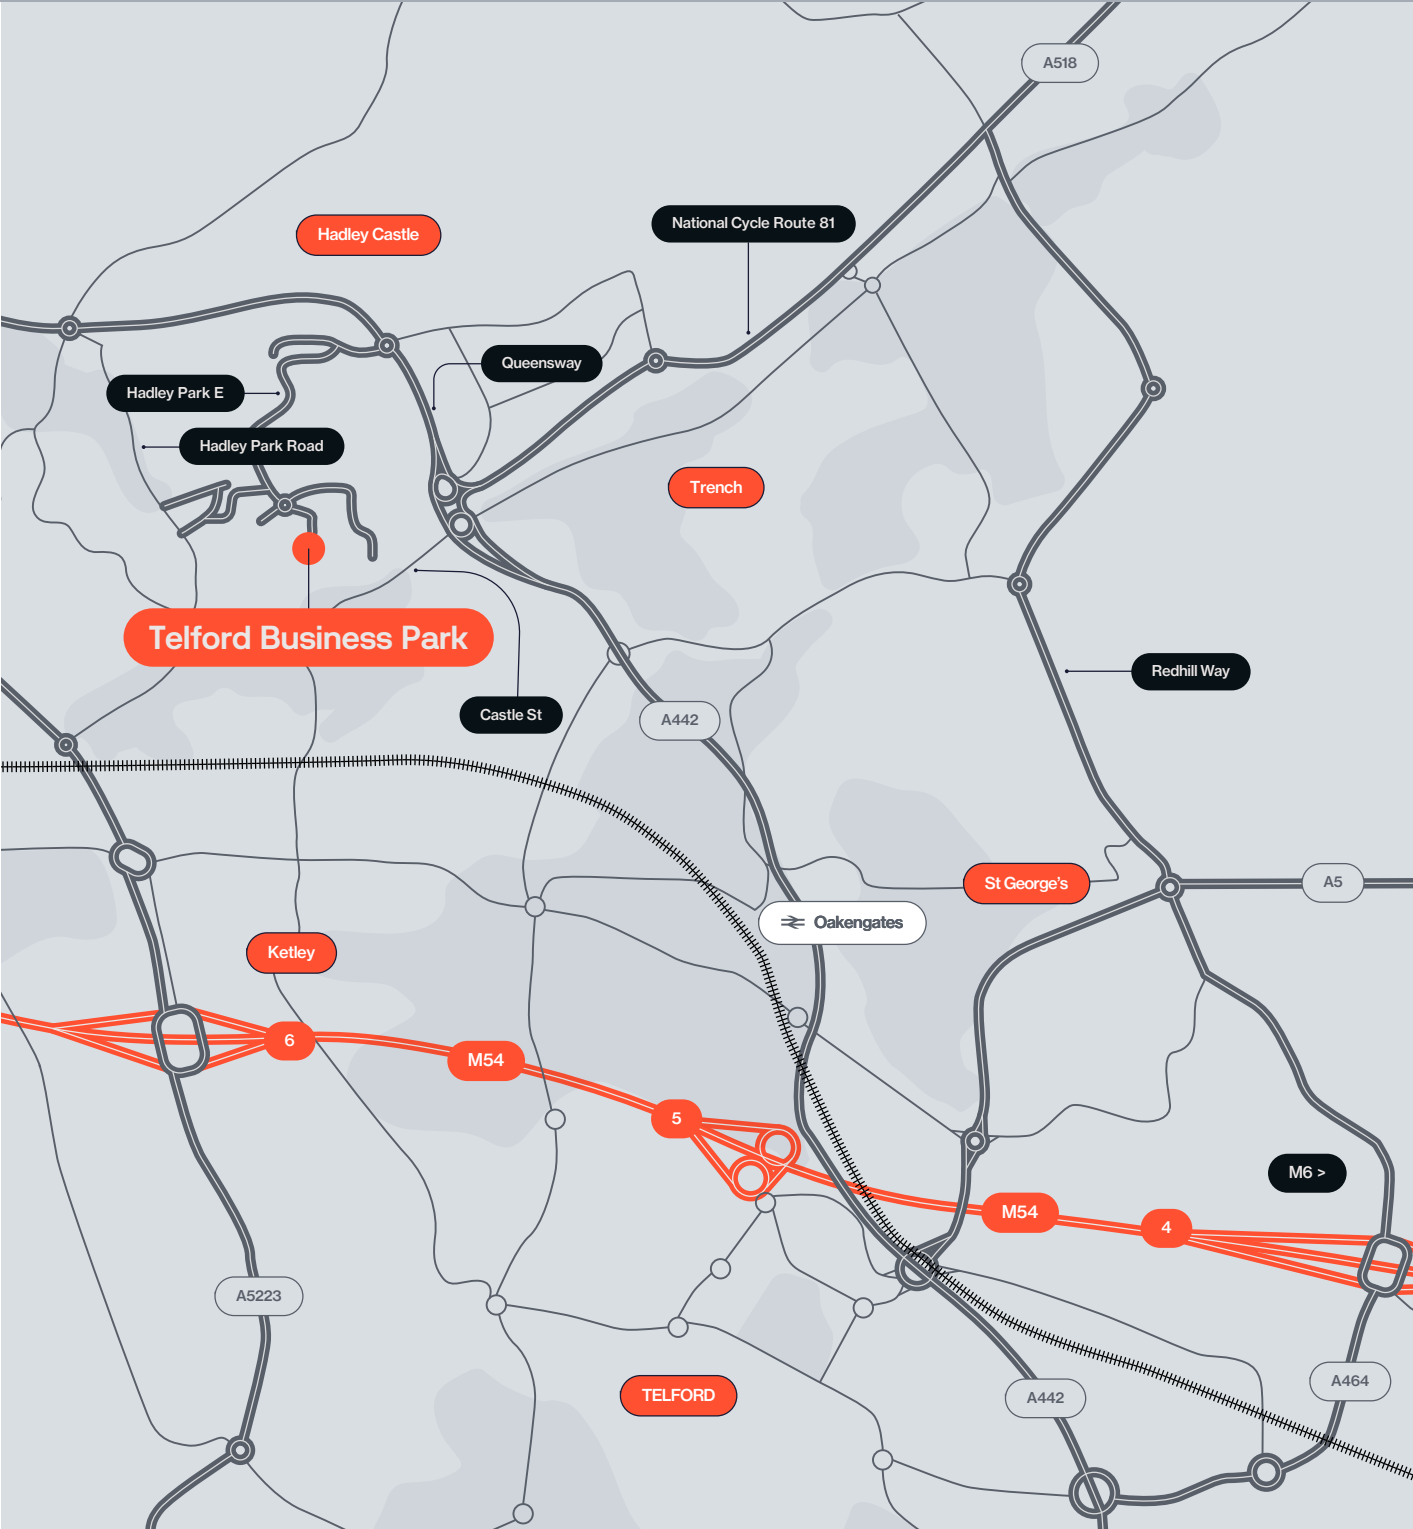 A518
National Cycle Route 81
Hadley Castle
Queensway
Hadley Park E
Hadley Park Road
Trench
Telford Business Park
Redhill Way
Castle St
A442
St George's
A5
Oakengates
Ketley
6
M54
5
M6 >
M54
4
A5223
A464
TELFORD
A442